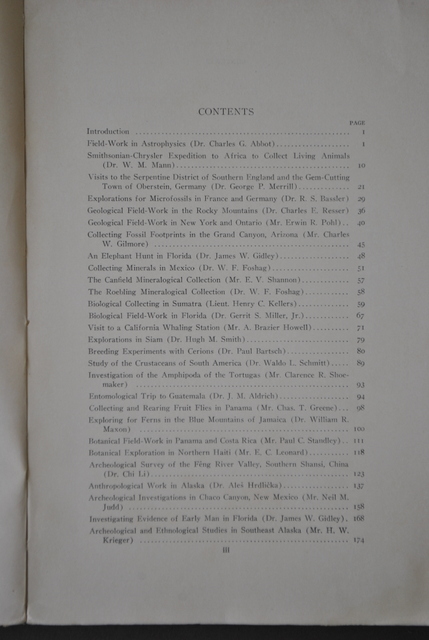 CONTENTS
PAGE
Introduction .......... 1
Field-Work in Astrophysics (Dr. Charles G. Abbot).......... 1
Smithsonian-Chrysler Expedition to Africa to Collect Living Animals
(Dr. W. M. Mann).......... 10
Visits to the Serpentine District of Southern England and the Gem-Cutting
Town of Oberstein, Germany (Dr. George P. Merrill).......... 21
Explorations for Microfossils in France and Germany (Dr. R. S. Bassler) 29
Geological Field-Work in the Rocky Mountains (Dr. Charles E. Resser) 36
Geological Field-Work in New York and Ontario (Mr. Erwin R. Pohl).. 40
Collecting Fossil Footprints in the Grand Canyon, Arizona (Mr. Charles
W. Gilmore) .......... 45
An Elephant Hunt in Florida (Dr. James W. Gidley).......... 48
Collecting Minerals in Mexico (Dr. W. F. Foshag).......... 51
The Canfield Mineralogical Collection (Mr. E. V. Shannon).......... 57
The Roebling Mineralogical Collection (Dr. W. F. Foshag).......... 58
Biological Collecting in Sumatra (Lieut. Henry C. Kellers).......... 59
Biological Field-Work in Florida (Dr. Gerrit S. Miller, Jr.).......... 67
Visit to a California Whaling Station (Mr. A. Brazier Howell).......... 71
Explorations in Siam (Dr. Hugh M. Smith).......... 79
Breeding Experiments with Cerions (Dr. Paul Bartsch).......... 80
Study of the Crustaceans of South America (Dr. Waldo L. Schmitt).... 89
Investigation of the Amphipoda of the Tortugas (Mr. Clarence R. Shoe-
maker) .......... 93
Entomological Trip to Guatemala (Dr. J. M. Aldrich).......... 94
Collecting and Rearing Fruit Flies in Panama (Mr. Chas. T. Greene)... 98
Exploring for Ferns in the Blue Mountains of Jamaica (Dr. William R.
Maxon) .......... 100
Botanical Field-Work in Panama and Costa Rica (Mr. Paul C. Standley).. 111
Botanical Exploration in Northern Haiti (Mr. E. C. Leonard).......... 118
Archeological Survey of the Fêng River Valley, Southern Shansi, China
(Dr. Chi Li).......... 123
Anthropological Work in Alaska (Dr. Aleš Hrdlička).......... 137
Archeological Investigations in Chaco Canyon, New Mexico (Mr. Neil M.
Judd) .......... 158
Investigating Evidence of Early Man in Florida (Dr. James W. Gidley). 168
Archeological and Ethnological Studies in Southeast Alaska (Mr. H. W.
Krieger) .......... 174
III